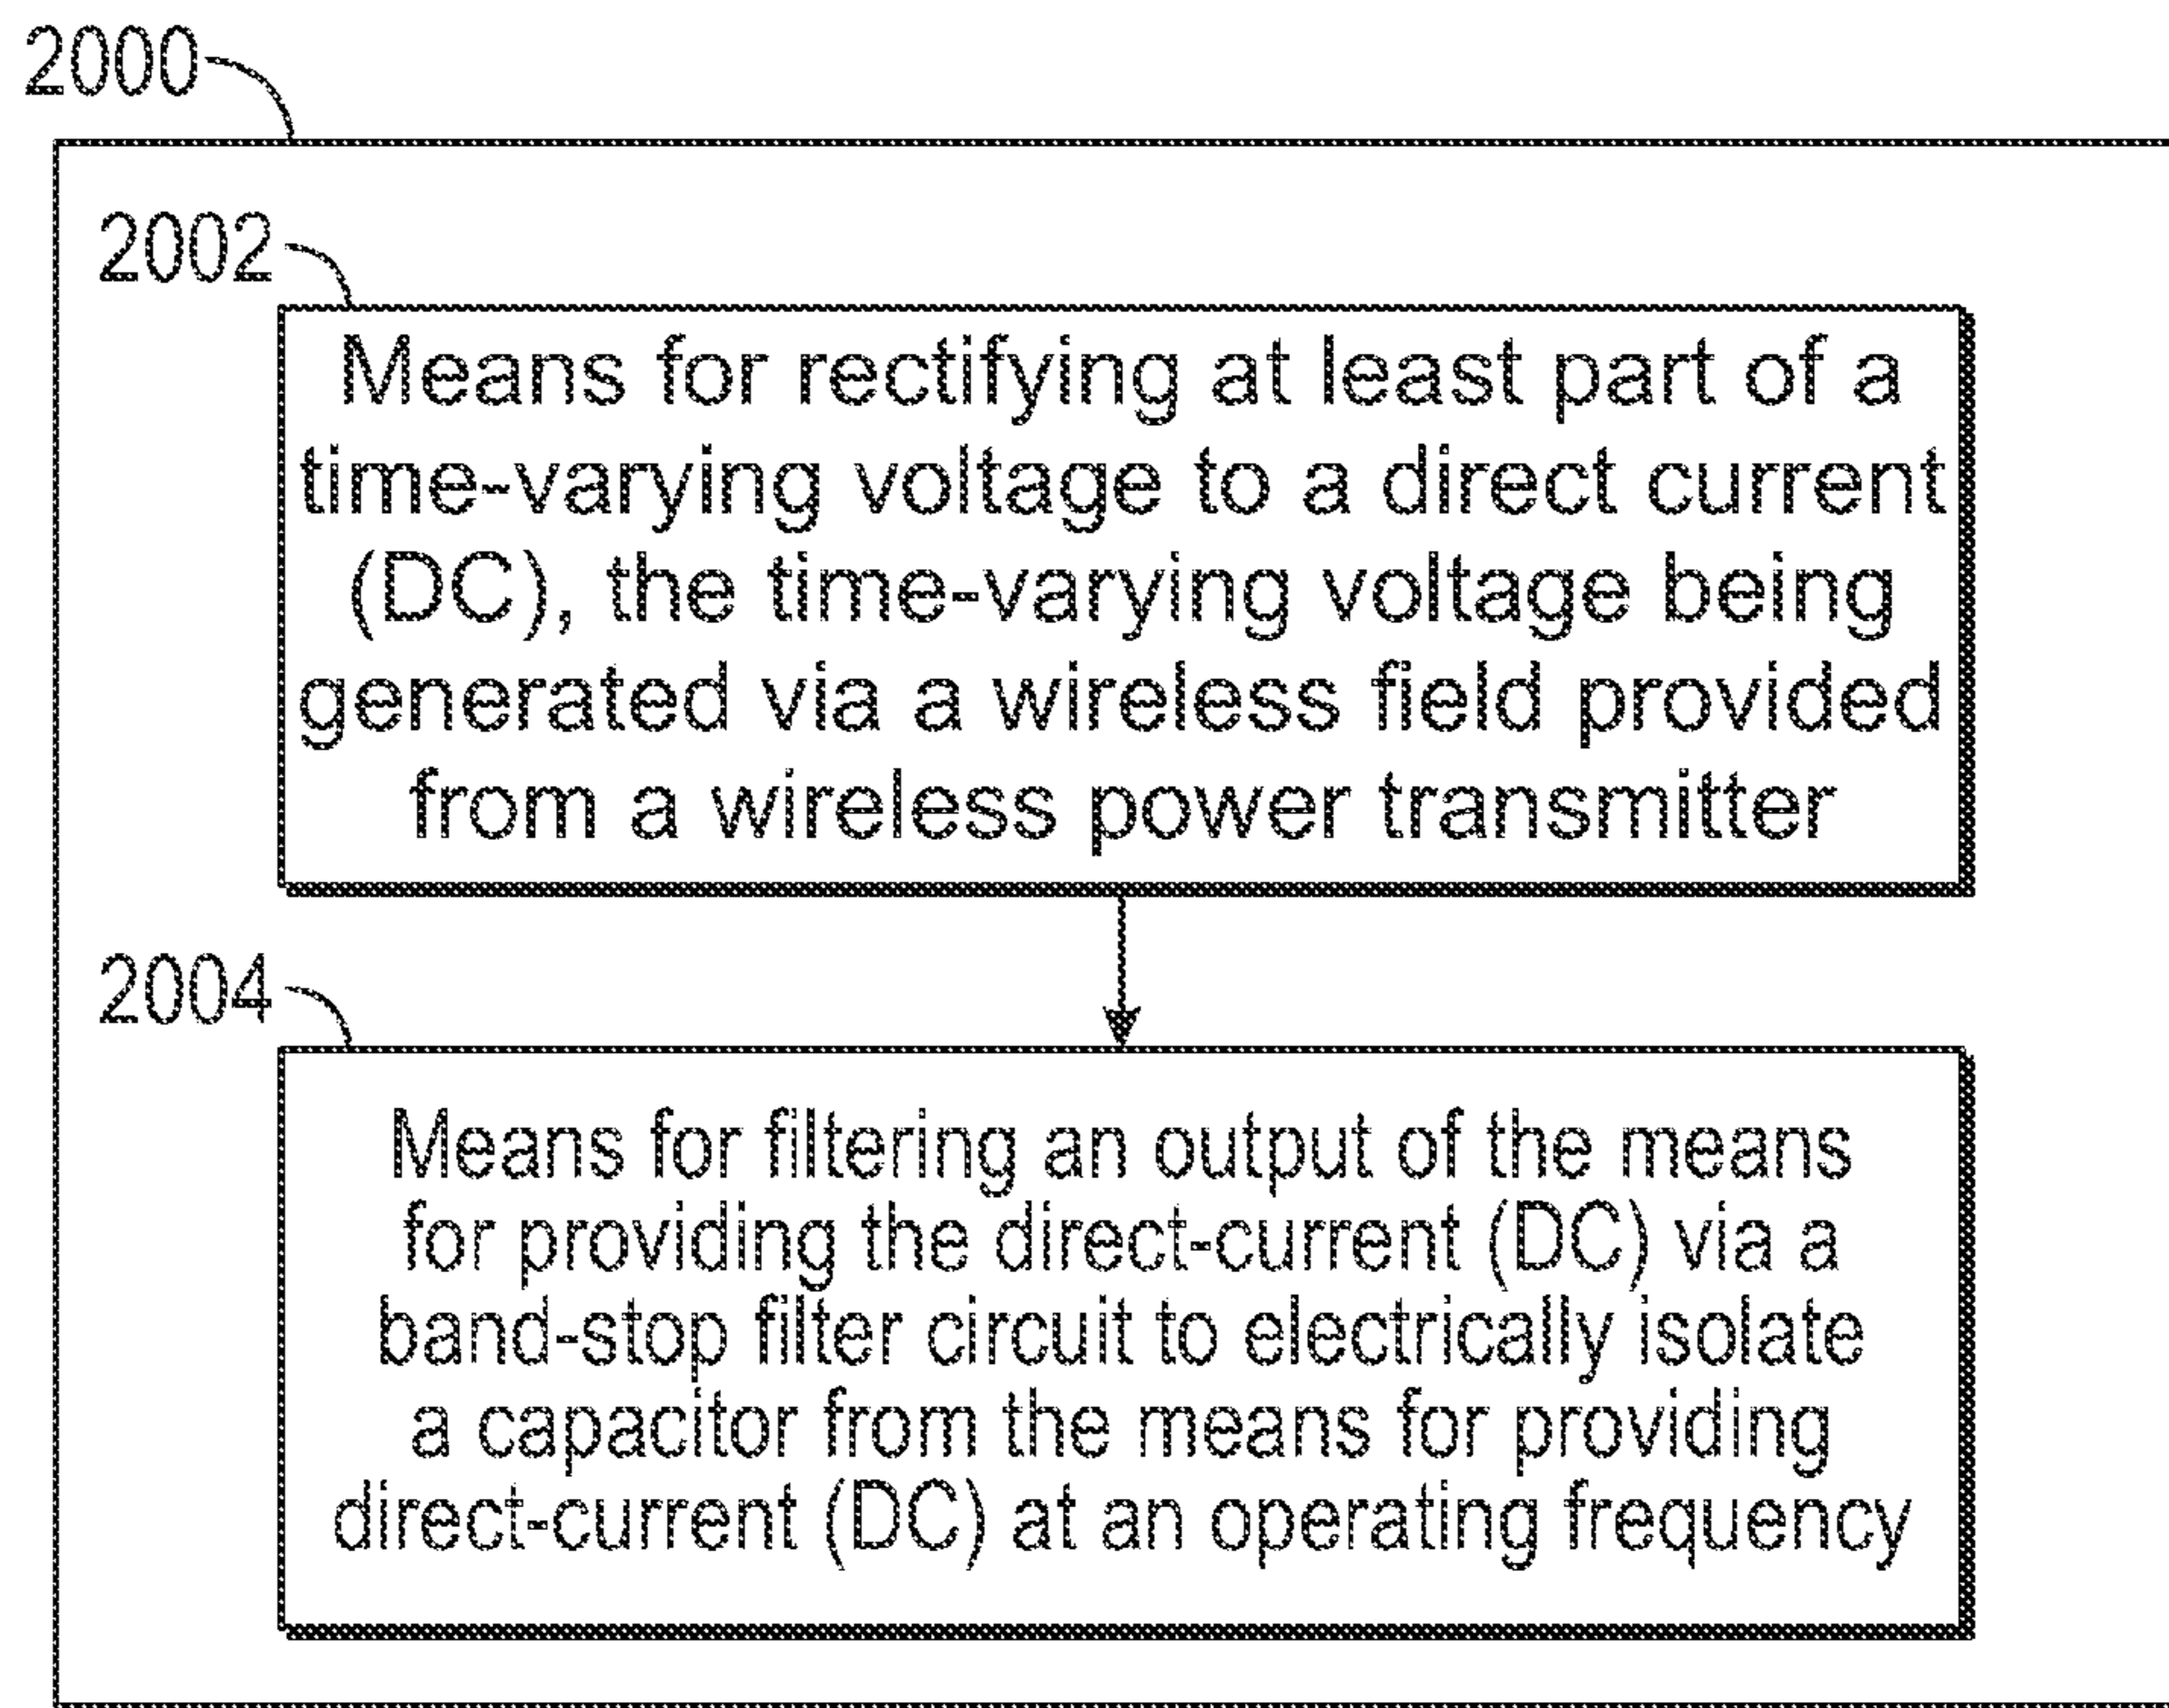 2000
2002
Means for rectifying at least part of a
time-varying voltage to a direct current
(DC), the time-varying voltage being
generated via a wireless field provided
from a wireless power transmitter
2004
Means for filtering an output of the means
for providing the direct-current (DC) via a
band-stop filter circuit to electrically isolate
a capacitor from the means for providing
direct-current (DC) at an operating frequency